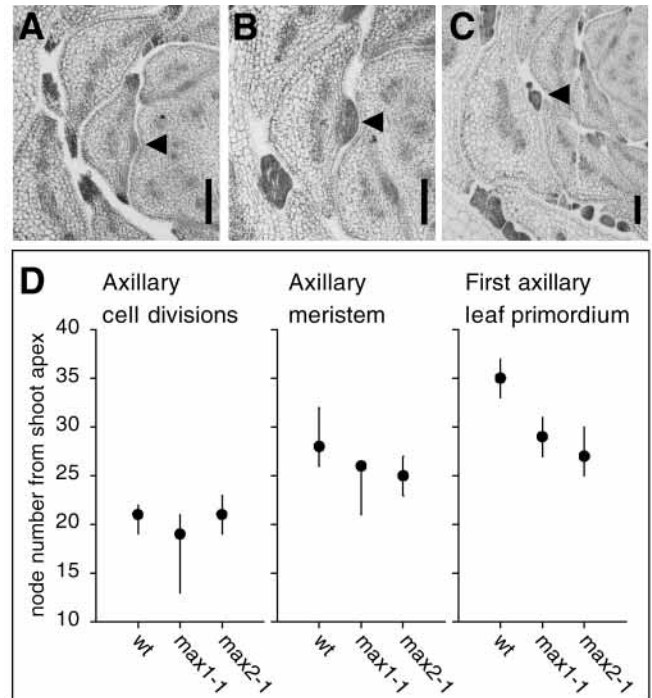 A
B
C
D
Axillary cell divisions
Axillary meristem
First axillary leaf primordium
node number from shoot apex
40
35
30
25
20
15
10
wt
max1-1
max2-1
wt
max1-1
max2-1
wt
max1-1
max2-1